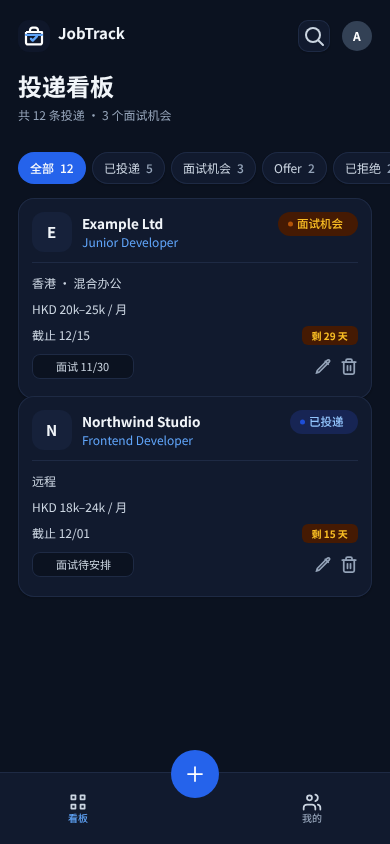 JobTrack
A
投递看板
共 12 条投递 • 3 个面试机会
全部 12
已投递 5
面试机会 3
Offer 2
已拒绝 2
E
Example Ltd
Junior Developer
面试机会
香港 • 混合办公
HKD 20k–25k / 月
截止 12/15
剩 29 天
面试 11/30
N
Northwind Studio
Frontend Developer
已投递
远程
HKD 18k–24k / 月
截止 12/01
剩 15 天
面试待安排
看板
我的